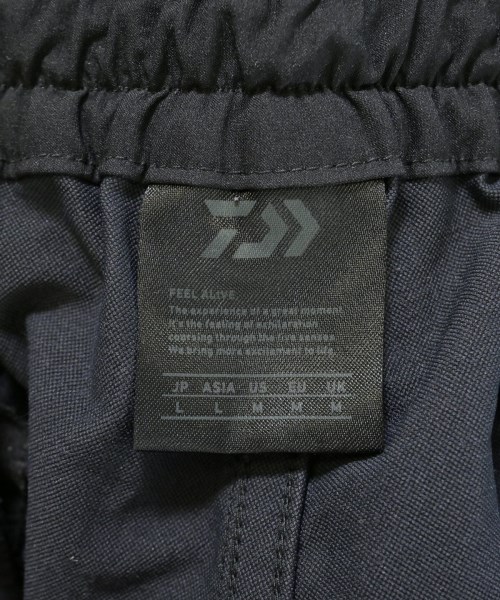 FEEL ALIVE
The experience of a great moment.
It's the feeling of exhilaration
coursing through the five senses.
We bring more excitement to life.
JP ASIA US EU UK
L L M M M